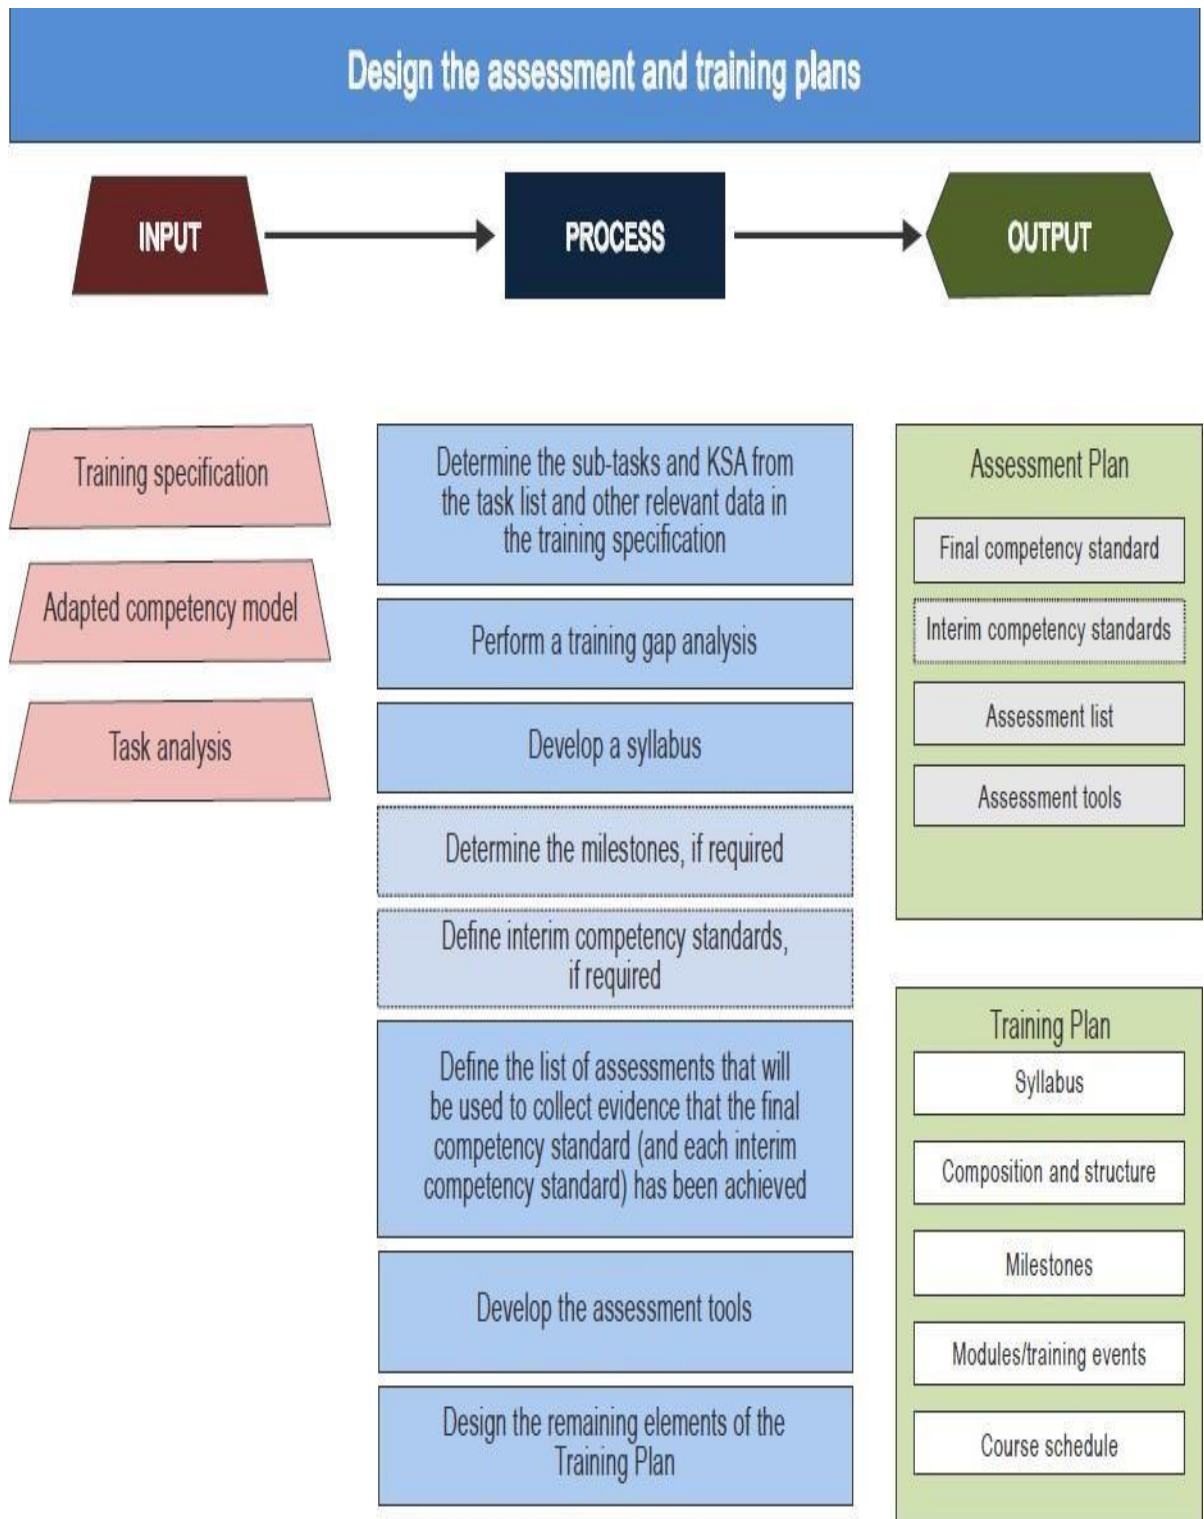 Design the assessment and training plans
INPUT
PROCESS
OUTPUT
Training specification
Adapted competency model
Task analysis
Determine the sub-tasks and KSA from
the task list and other relevant data in
the training specification
Perform a training gap analysis
Develop a syllabus
Determine the milestones, if required
Define interim competency standards,
if required
Define the list of assessments that will
be used to collect evidence that the final
competency standard (and each interim
competency standard) has been achieved
Develop the assessment tools
Design the remaining elements of the
Training Plan
Assessment Plan
Final competency standard
Interim competency standards
Assessment list
Assessment tools
Training Plan
Syllabus
Composition and structure
Milestones
Modules/training events
Course schedule